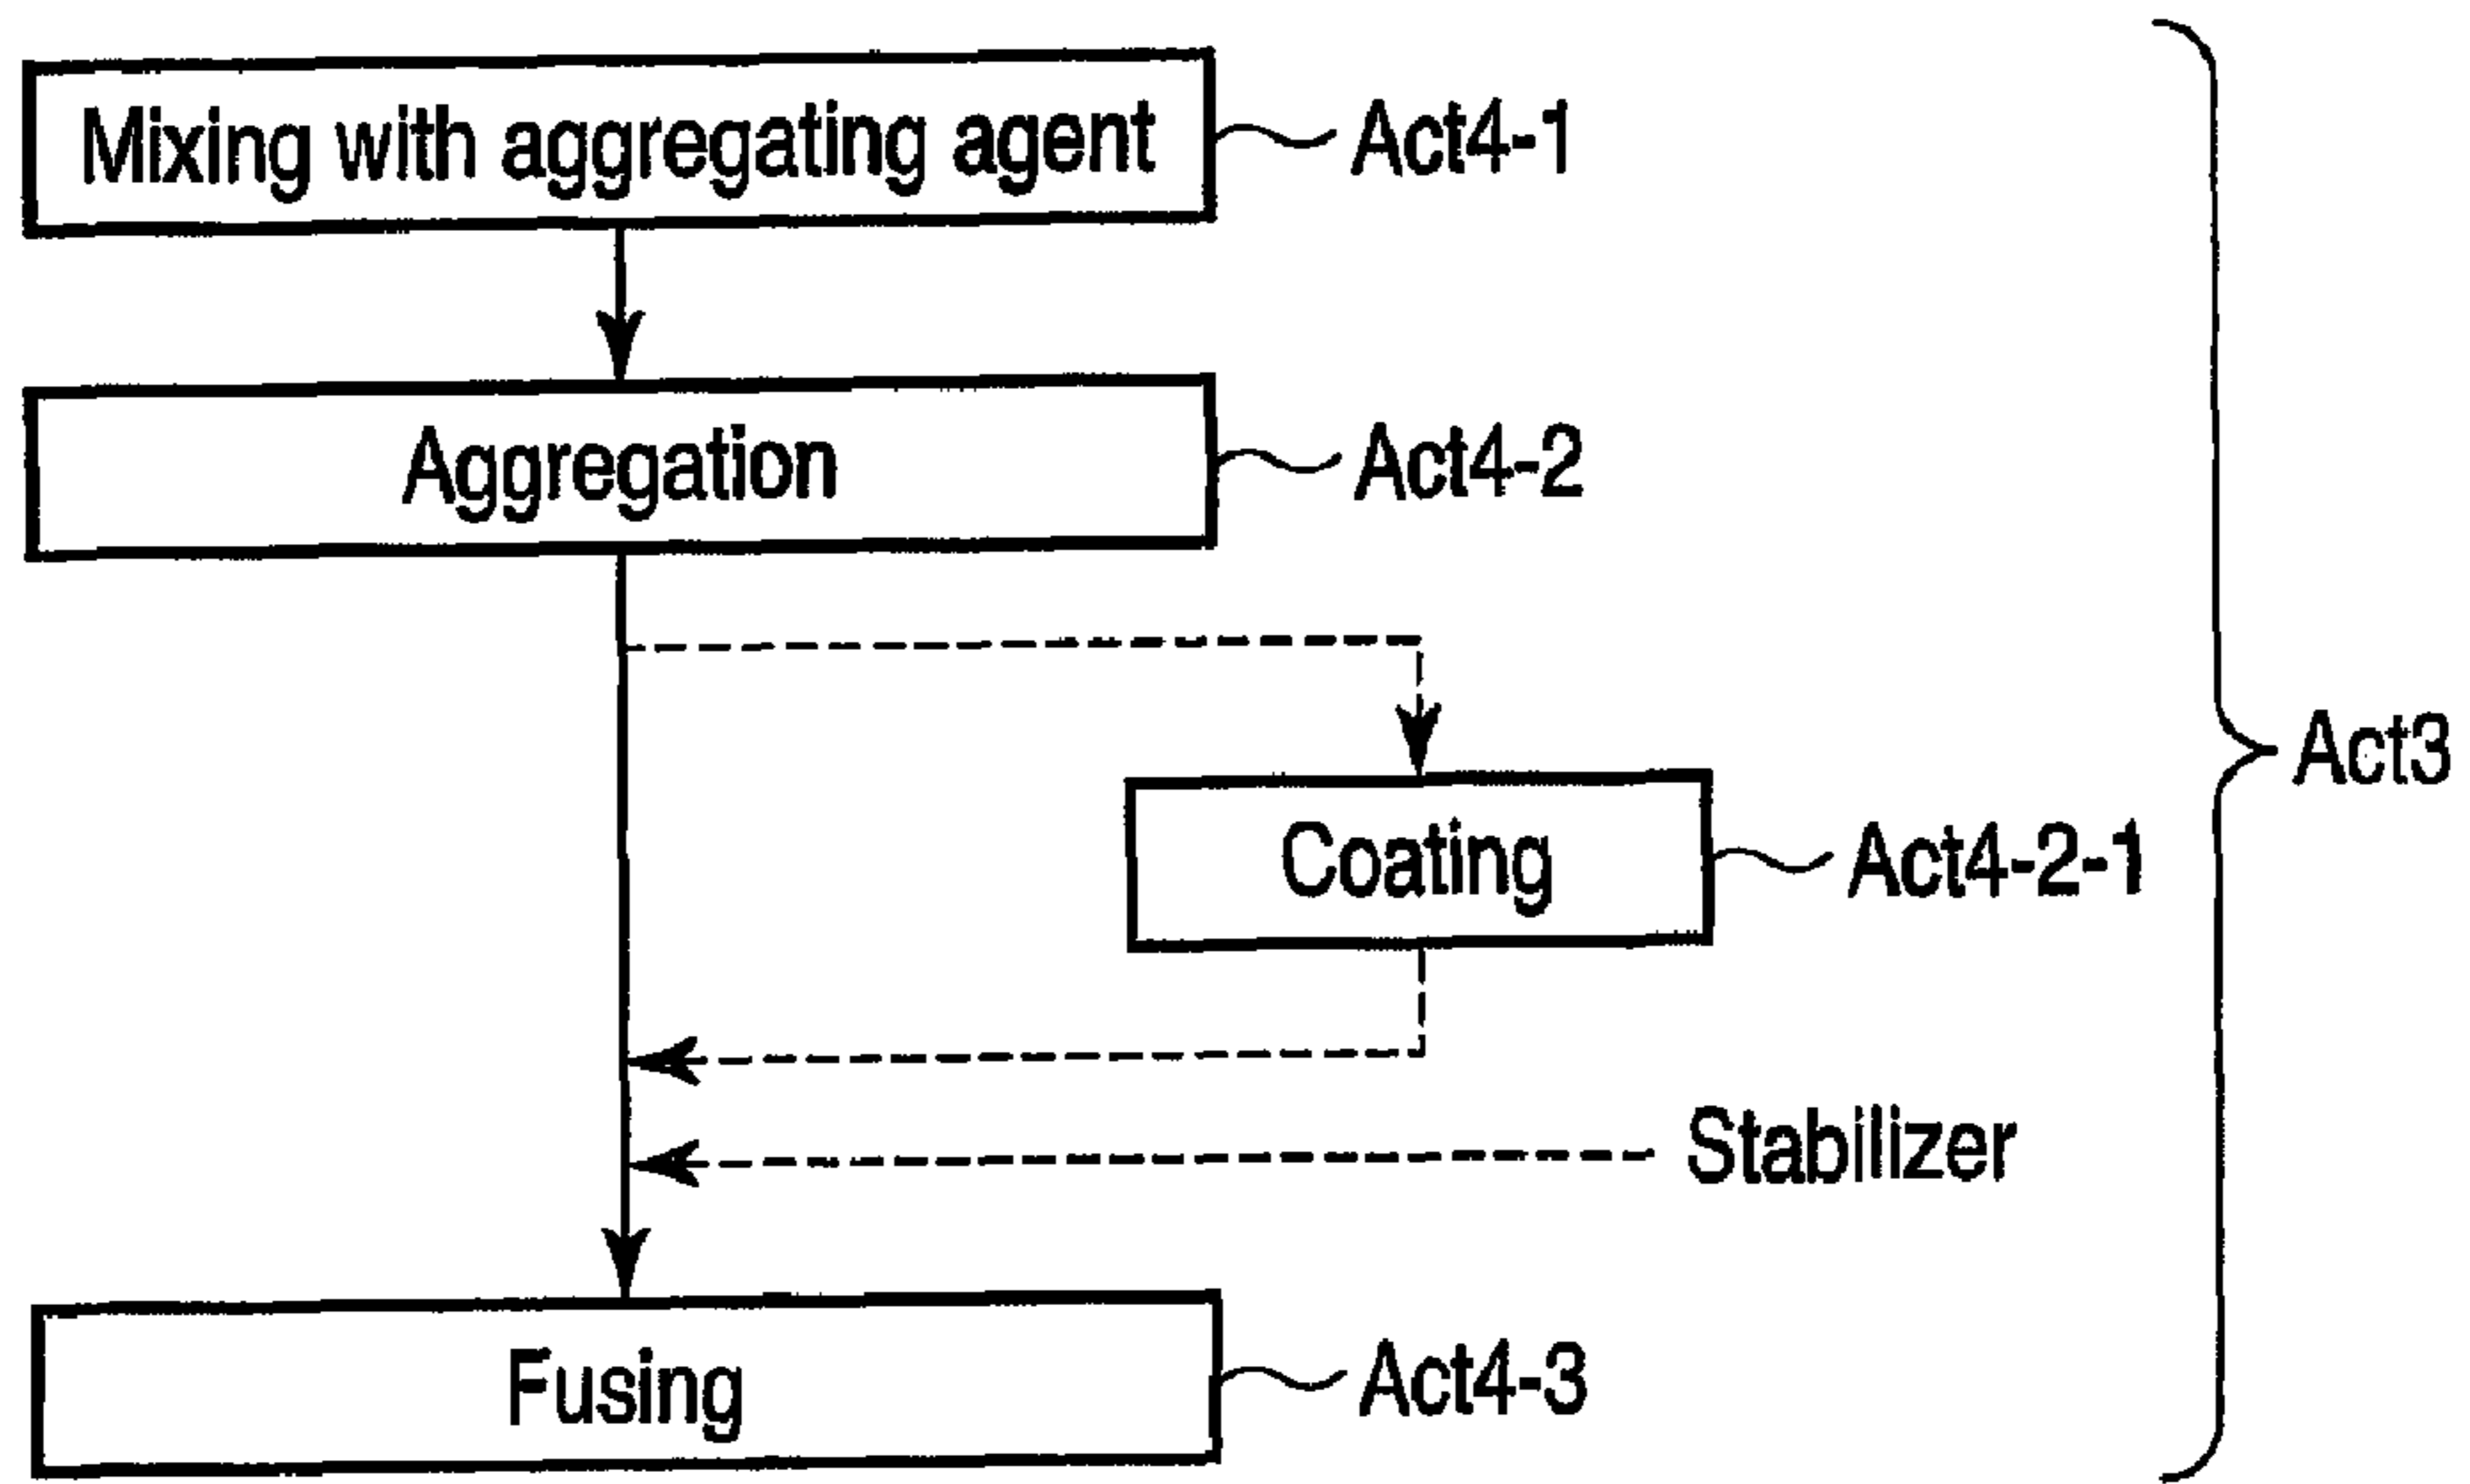 Mixing with aggregating agent
Act4-1
Aggregation
Act4-2
Act3
Coating
Act4-2-1
Stabilizer
Fusing
Act4-3